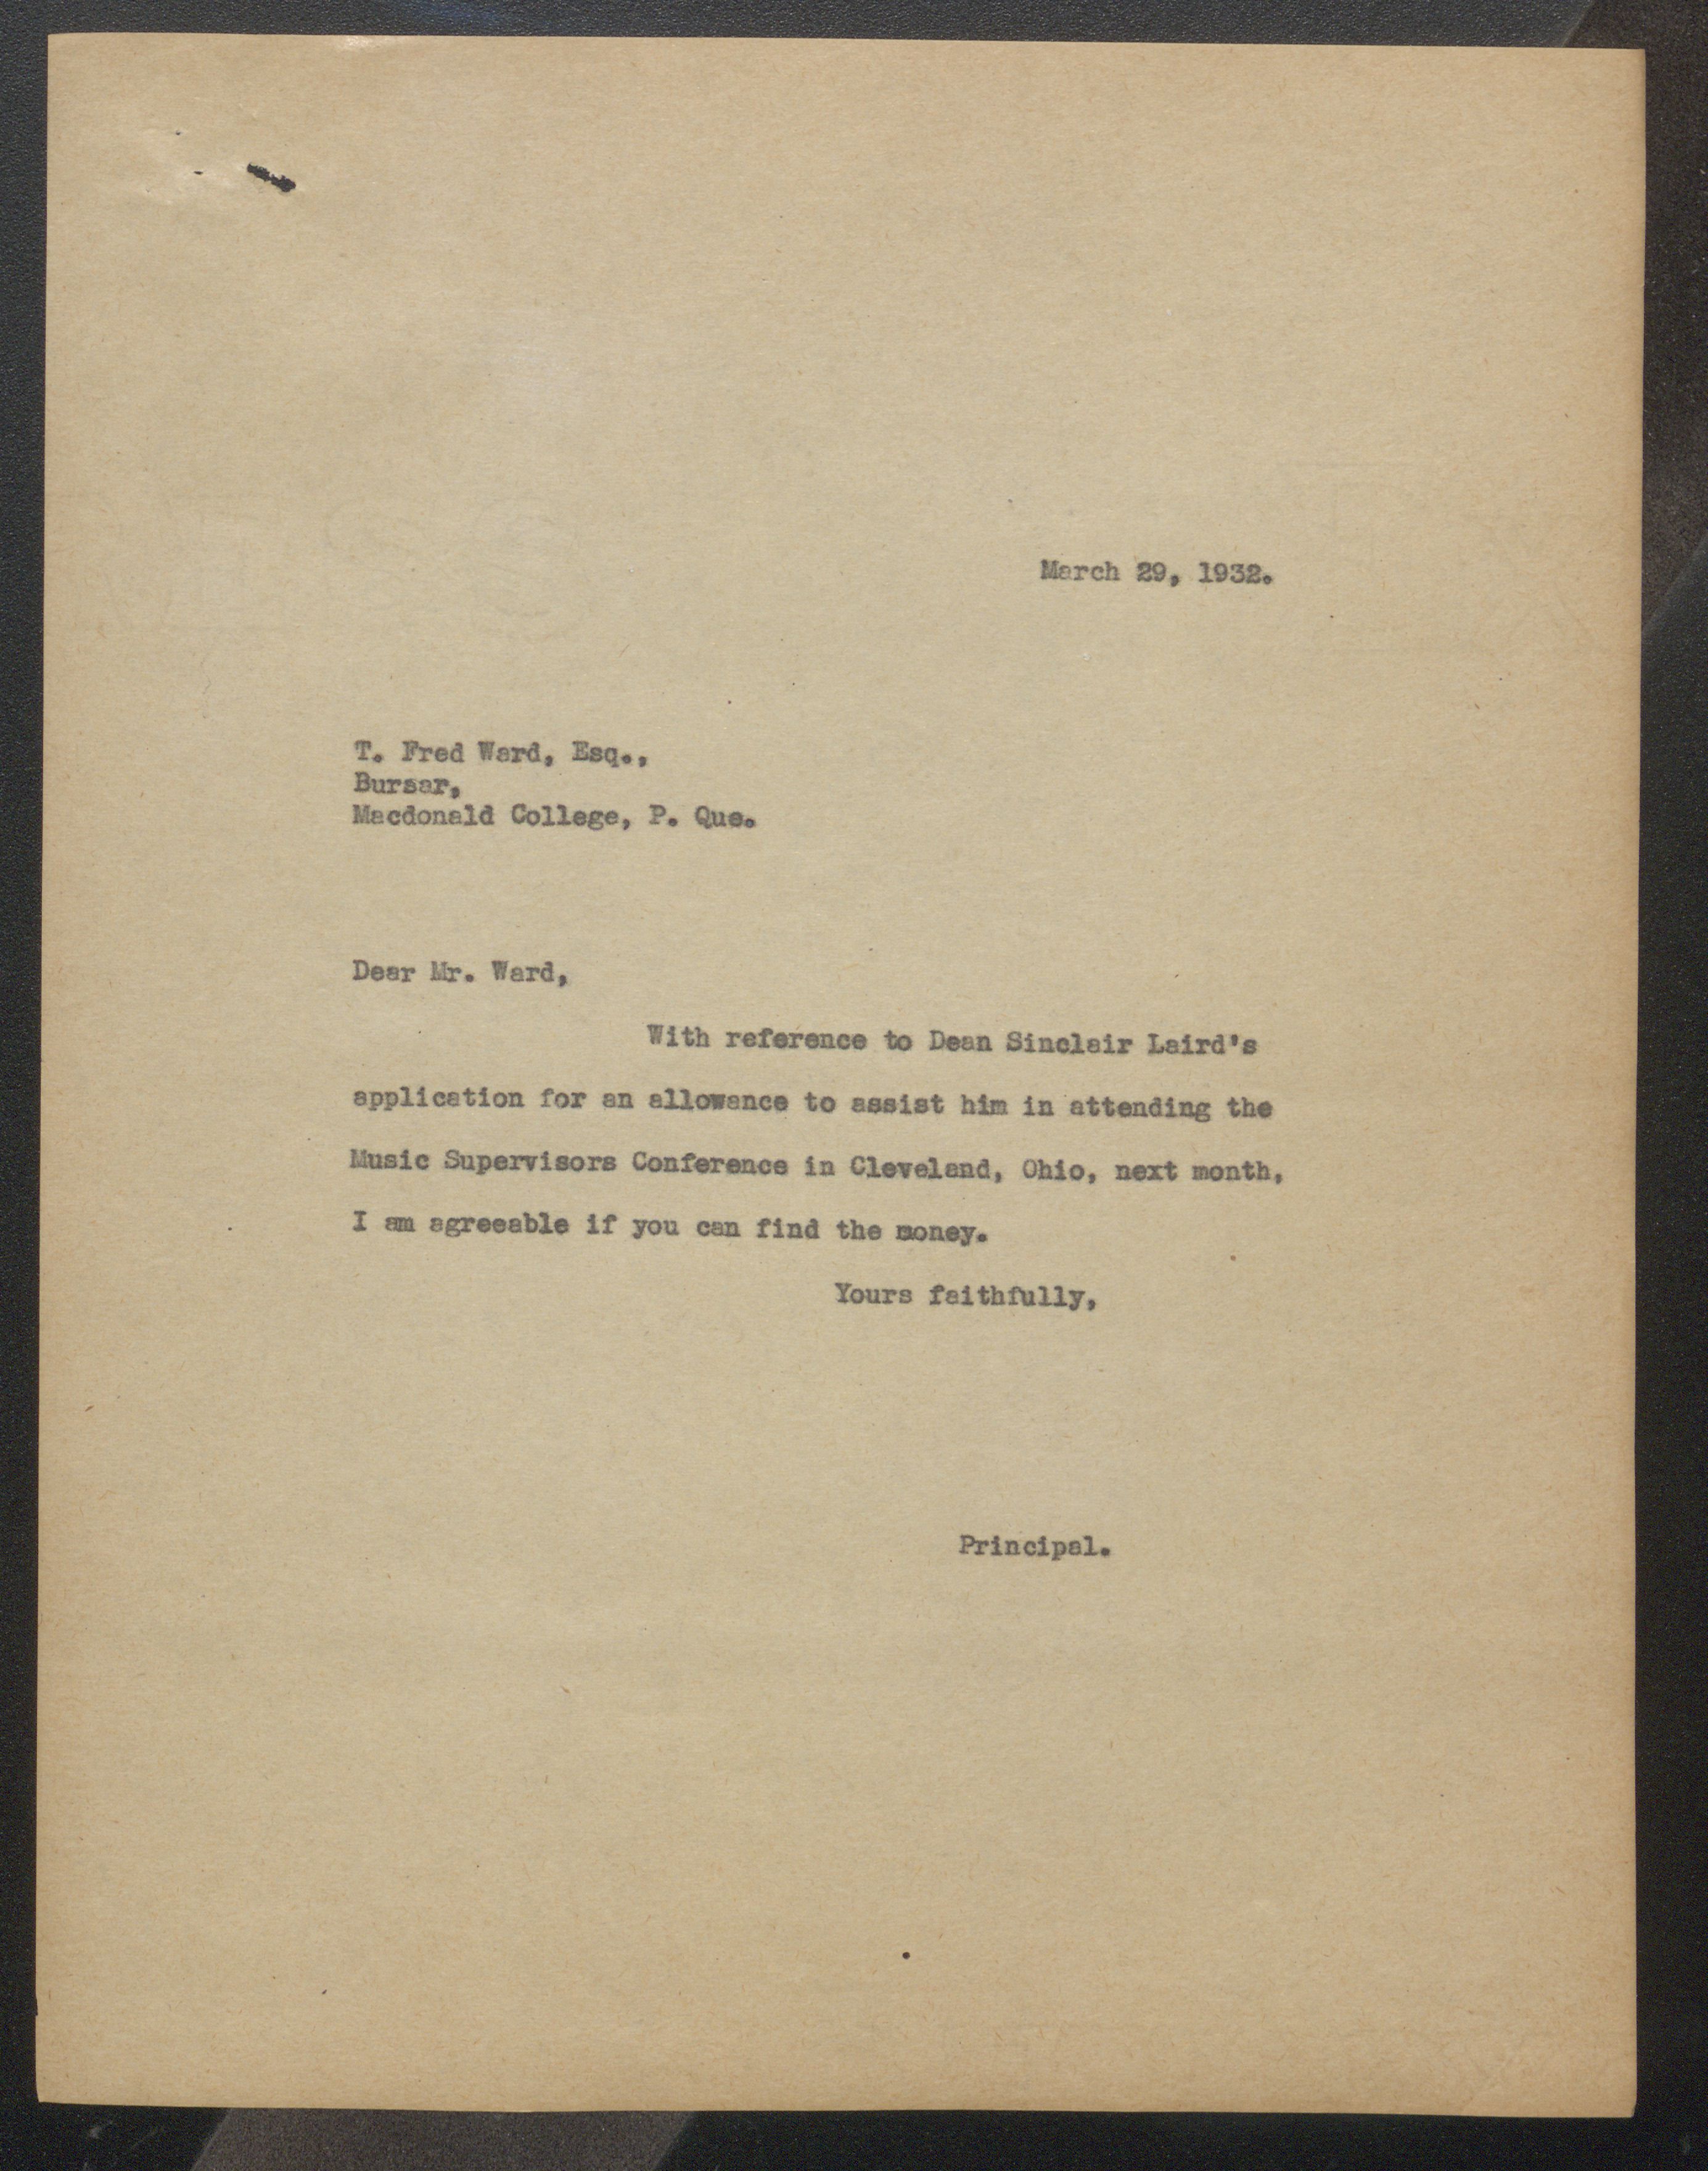 March 29, 1932.
T. Fred Ward, Esq.,
Bursar,
Macdonald College, P. Que.
Dear Mr. Ward,
With reference to Dean Sinclair Laird's
application for an allowance to assist him in attending the
Music Supervisors Conference in Cleveland, Ohio, next month,
I am agreeable if you can find the money.
Yours faithfully,
Principal.